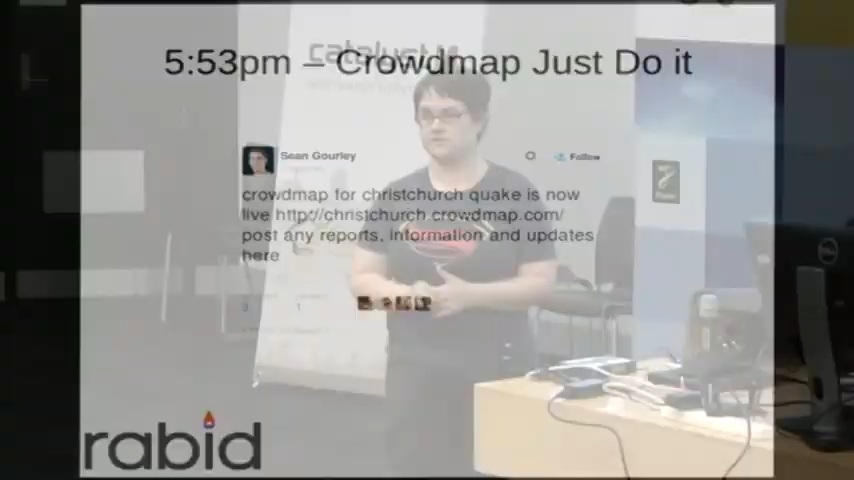 5:53pm – Crowdmap Just Do it
catalyst
Sean Gourley
Follow
crowdmap for christchurch quake is now
live http://christchurch.crowdmap.com/
post any reports, information and updates
here
rabid